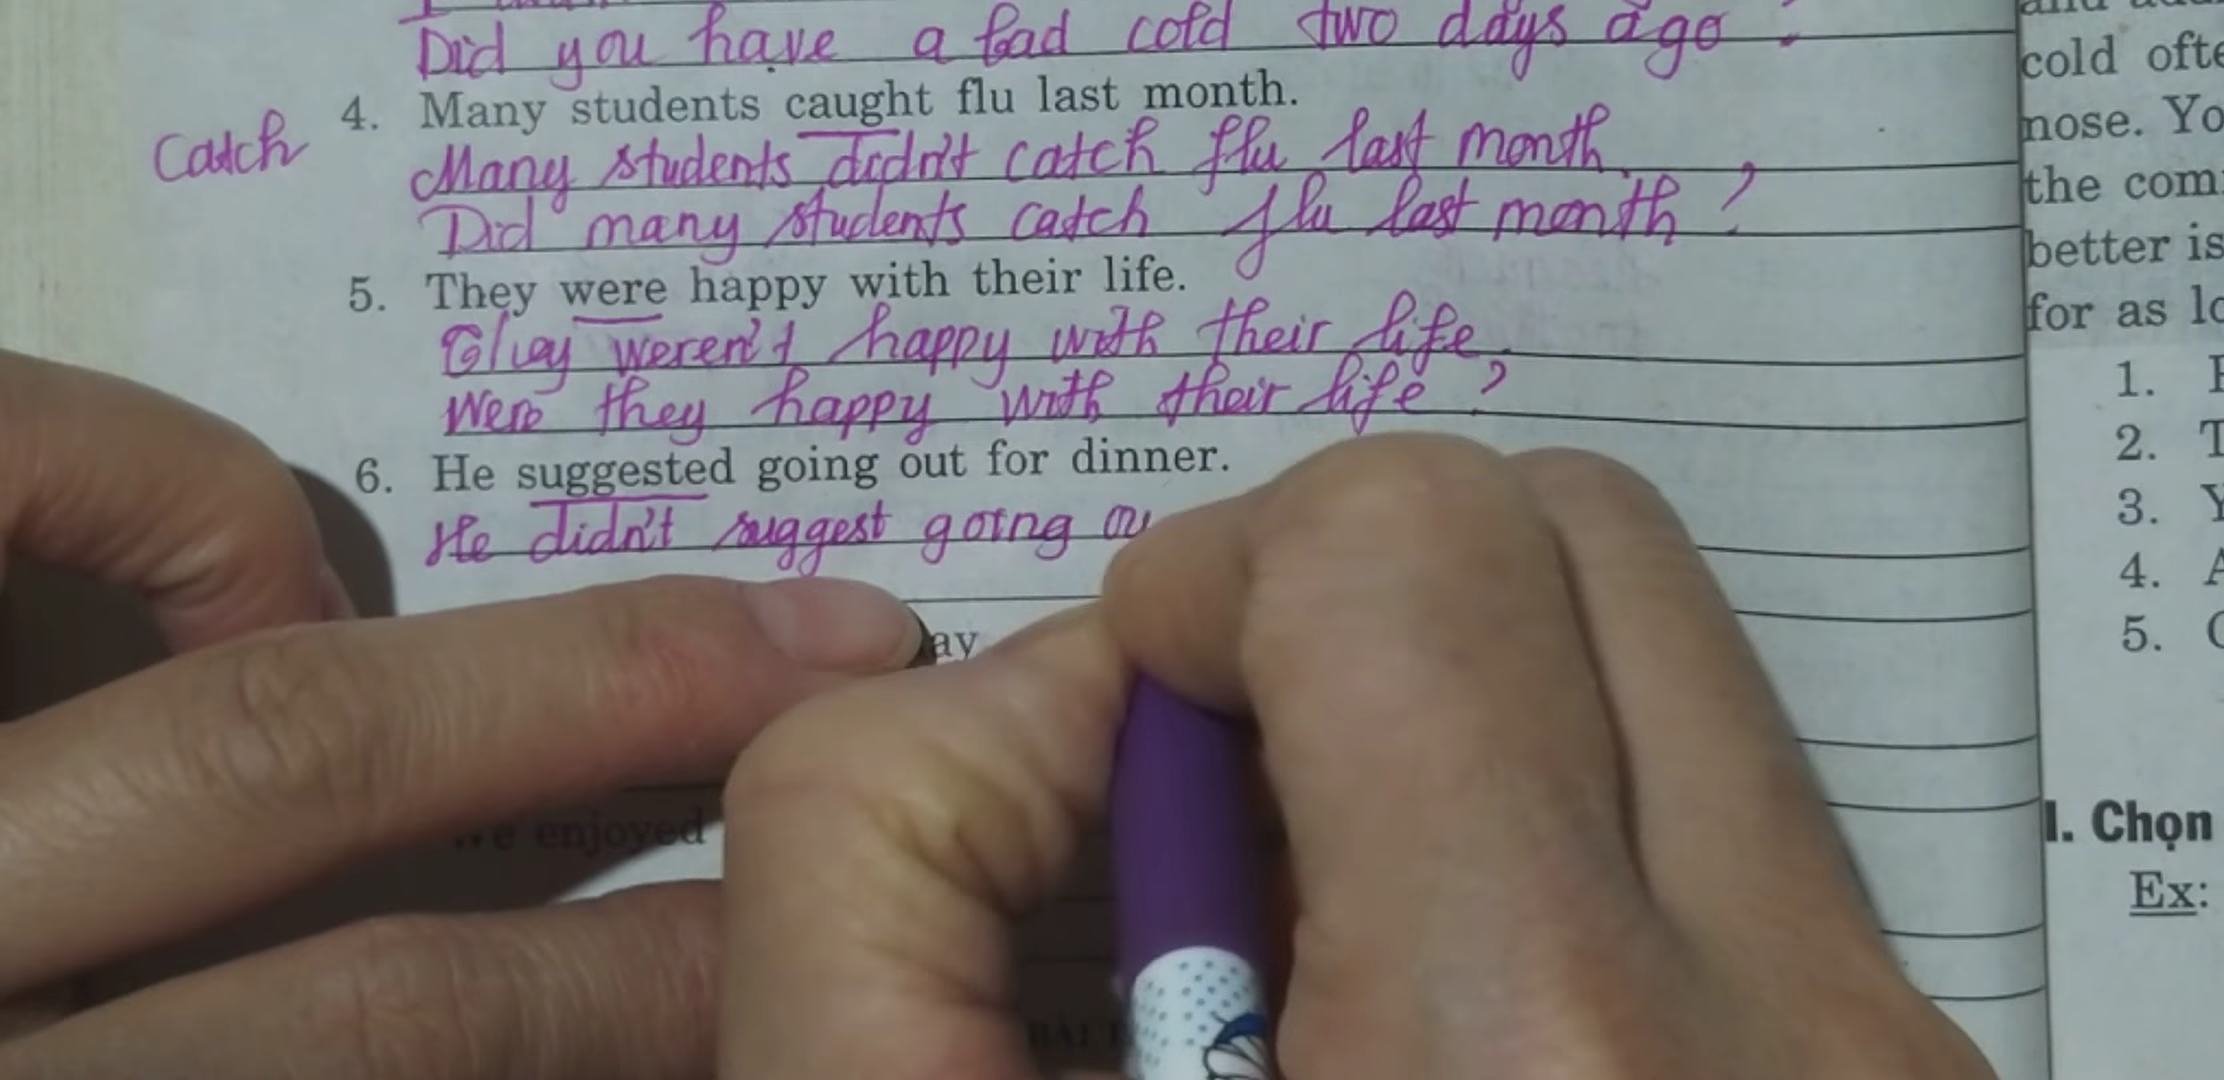 Did you have a bad cold two days ago ?
4. Many students caught flu last month.
Catch
Many students didn't catch flu last month
Did many students catch flu last month ?
5. They were happy with their life.
They weren't happy with their life
Were they happy with their life ?
6. He suggested going out for dinner.
He didn't suggest going ou
ay
We enjoyed
cold ofte
nose. Yo
the com
better is
for as lo
1.
2. T
3. Y
4. A
5.
I. Chọn
Ex: